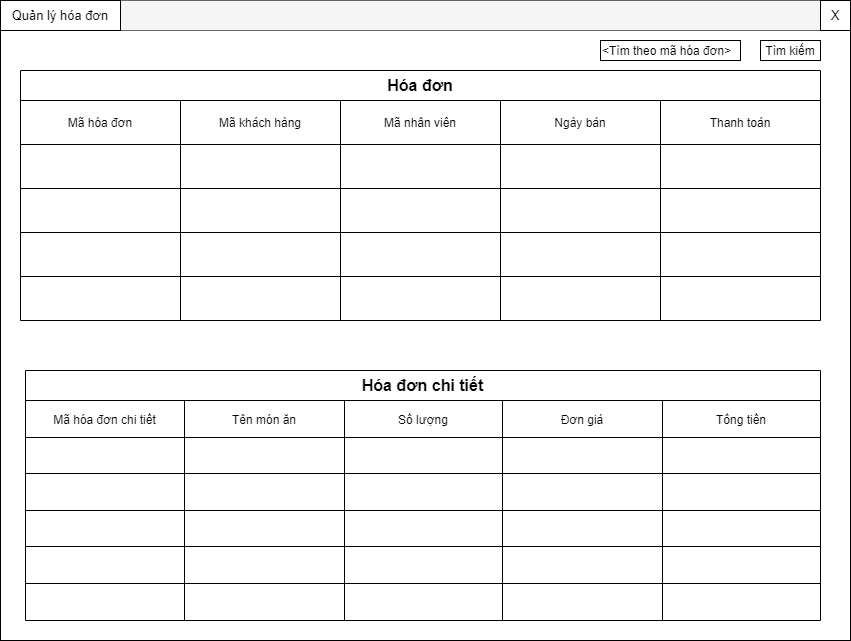 Quản lý hóa đơn
X
<Tìm theo mã hóa đơn>
Tìm kiếm
Hóa đơn
Mã hóa đơn
Mã khách hàng
Mã nhân viên
Ngày bán
Thanh toán
Hóa đơn chi tiết
Mã hóa đơn chi tiết
Tên món ăn
Số lượng
Đơn giá
Tổng tiền